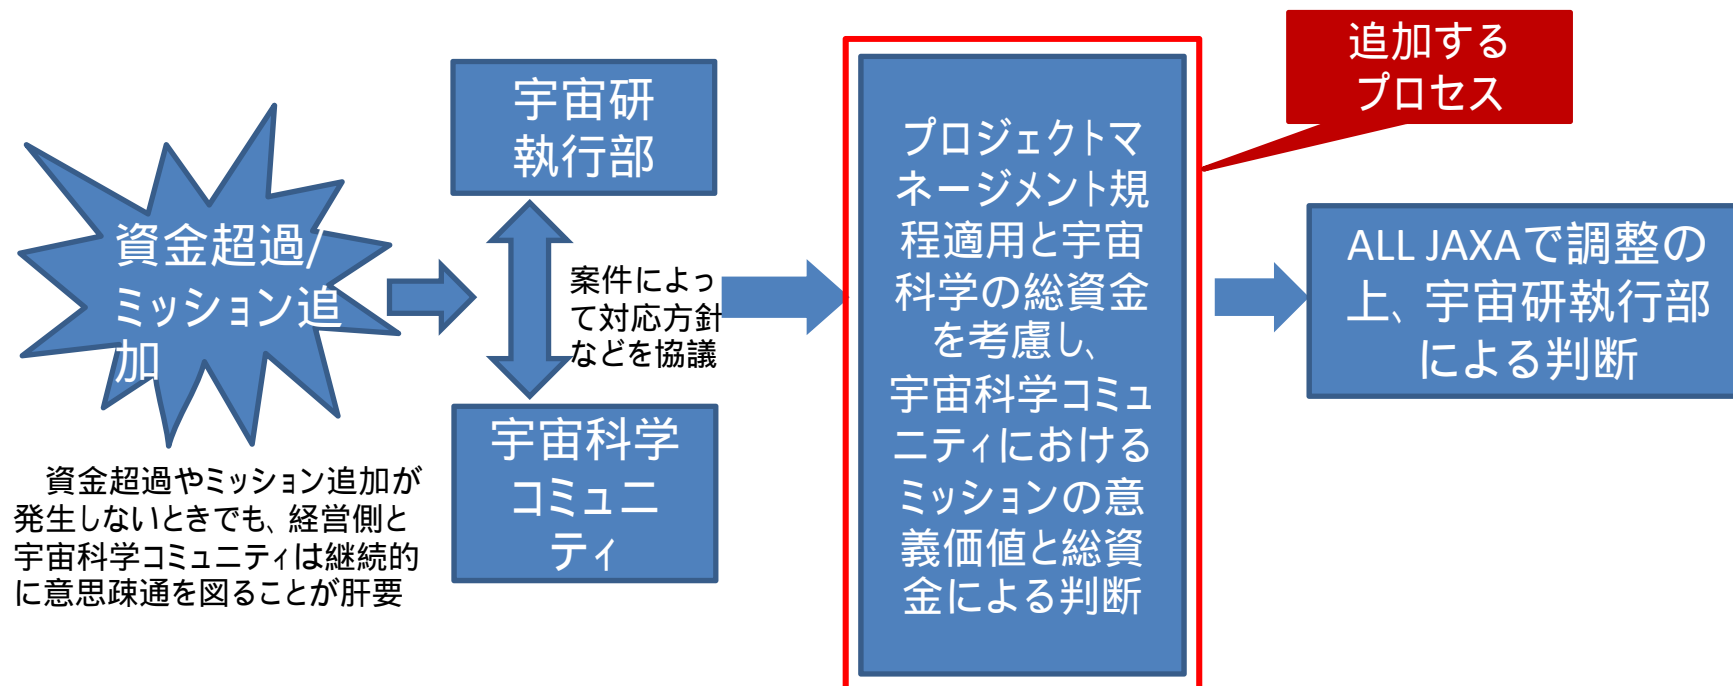 資金超過/
ミッション追
加
資金超過やミッション追加が
発生しないときでも、経営側と
宇宙科学コミュニティは継続的
に意思疎通を図ることが肝要
宇宙研
執行部
案件によっ
て対応方針
などを協議
宇宙科学
コミュニ
ティ
プロジェクトマ
ネージメント規
程適用と宇宙
科学の総資金
を考慮し、
宇宙科学コミュ
ニティにおける
ミッションの意
義価値と総資
金による判断
追加する
プロセス
ALL JAXAで調整の
上、宇宙研執行部
による判断